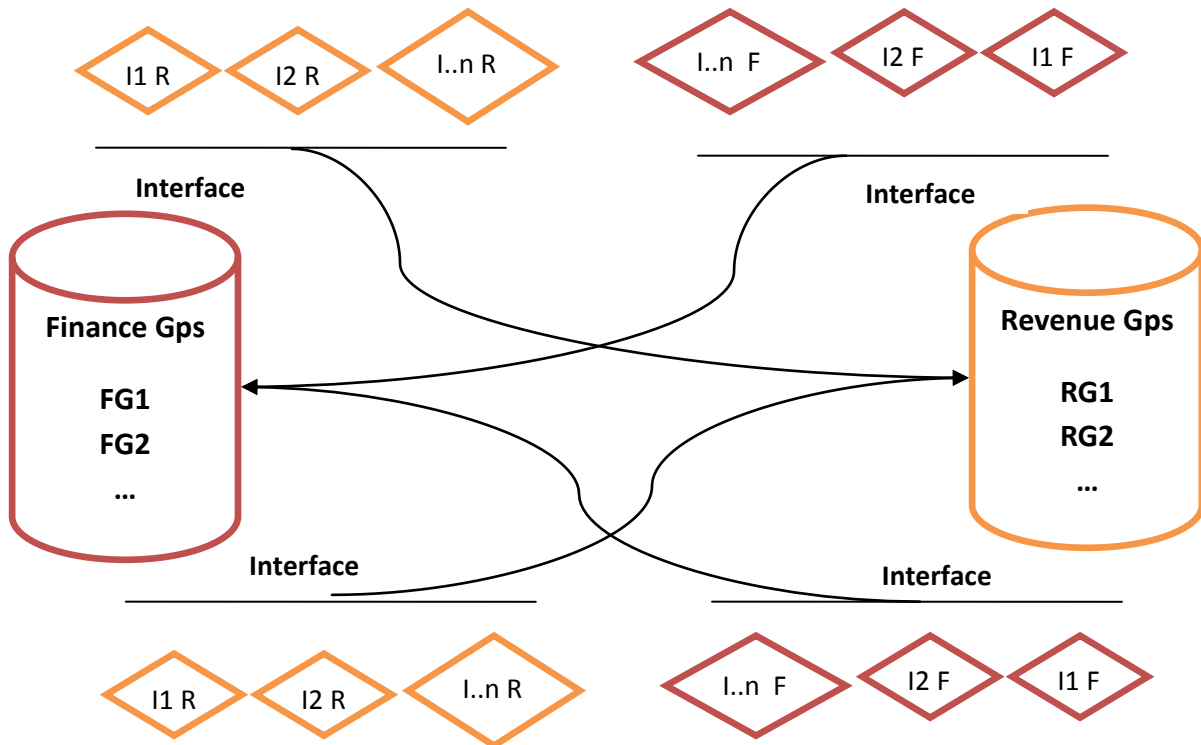 I1 R
I2 R
I..n R
I..n F
I2 F
I1 F
Interface
Interface
Finance Gps
FG1
FG2
…
Revenue Gps
RG1
RG2
…
Interface
Interface
I1 R
I2 R
I..n R
I..n F
I2 F
I1 F